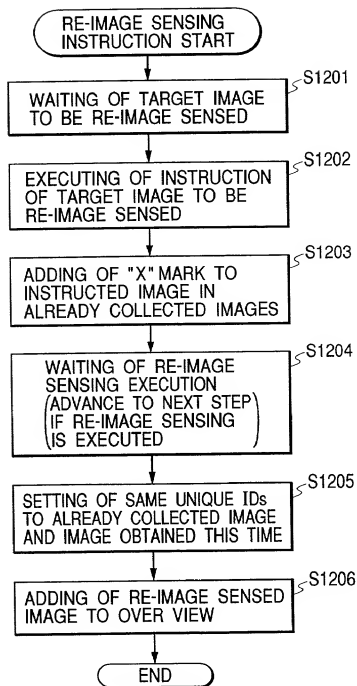 RE-IMAGE SENSING
INSTRUCTION START
S1201
WAITING OF TARGET IMAGE
TO BE RE-IMAGE SENSED
S1202
EXECUTING OF INSTRUCTION
OF TARGET IMAGE TO BE
RE-IMAGE SENSED
S1203
ADDING OF "X" MARK TO
INSTRUCTED IMAGE IN
ALREADY COLLECTED IMAGES
S1204
WAITING OF RE-IMAGE
SENSING EXECUTION
(ADVANCE TO NEXT STEP
IF RE-IMAGE SENSING
IS EXECUTED)
S1205
SETTING OF SAME UNIQUE IDs
TO ALREADY COLLECTED IMAGE
AND IMAGE OBTAINED THIS TIME
S1206
ADDING OF RE-IMAGE SENSED
IMAGE TO OVER VIEW
END